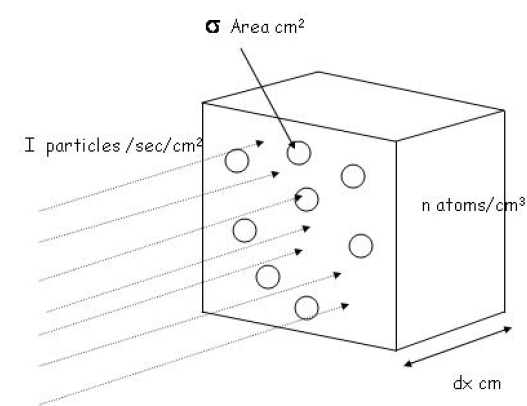 σ Area cm²
I particles/sec/cm²
n atoms/cm³
dx cm